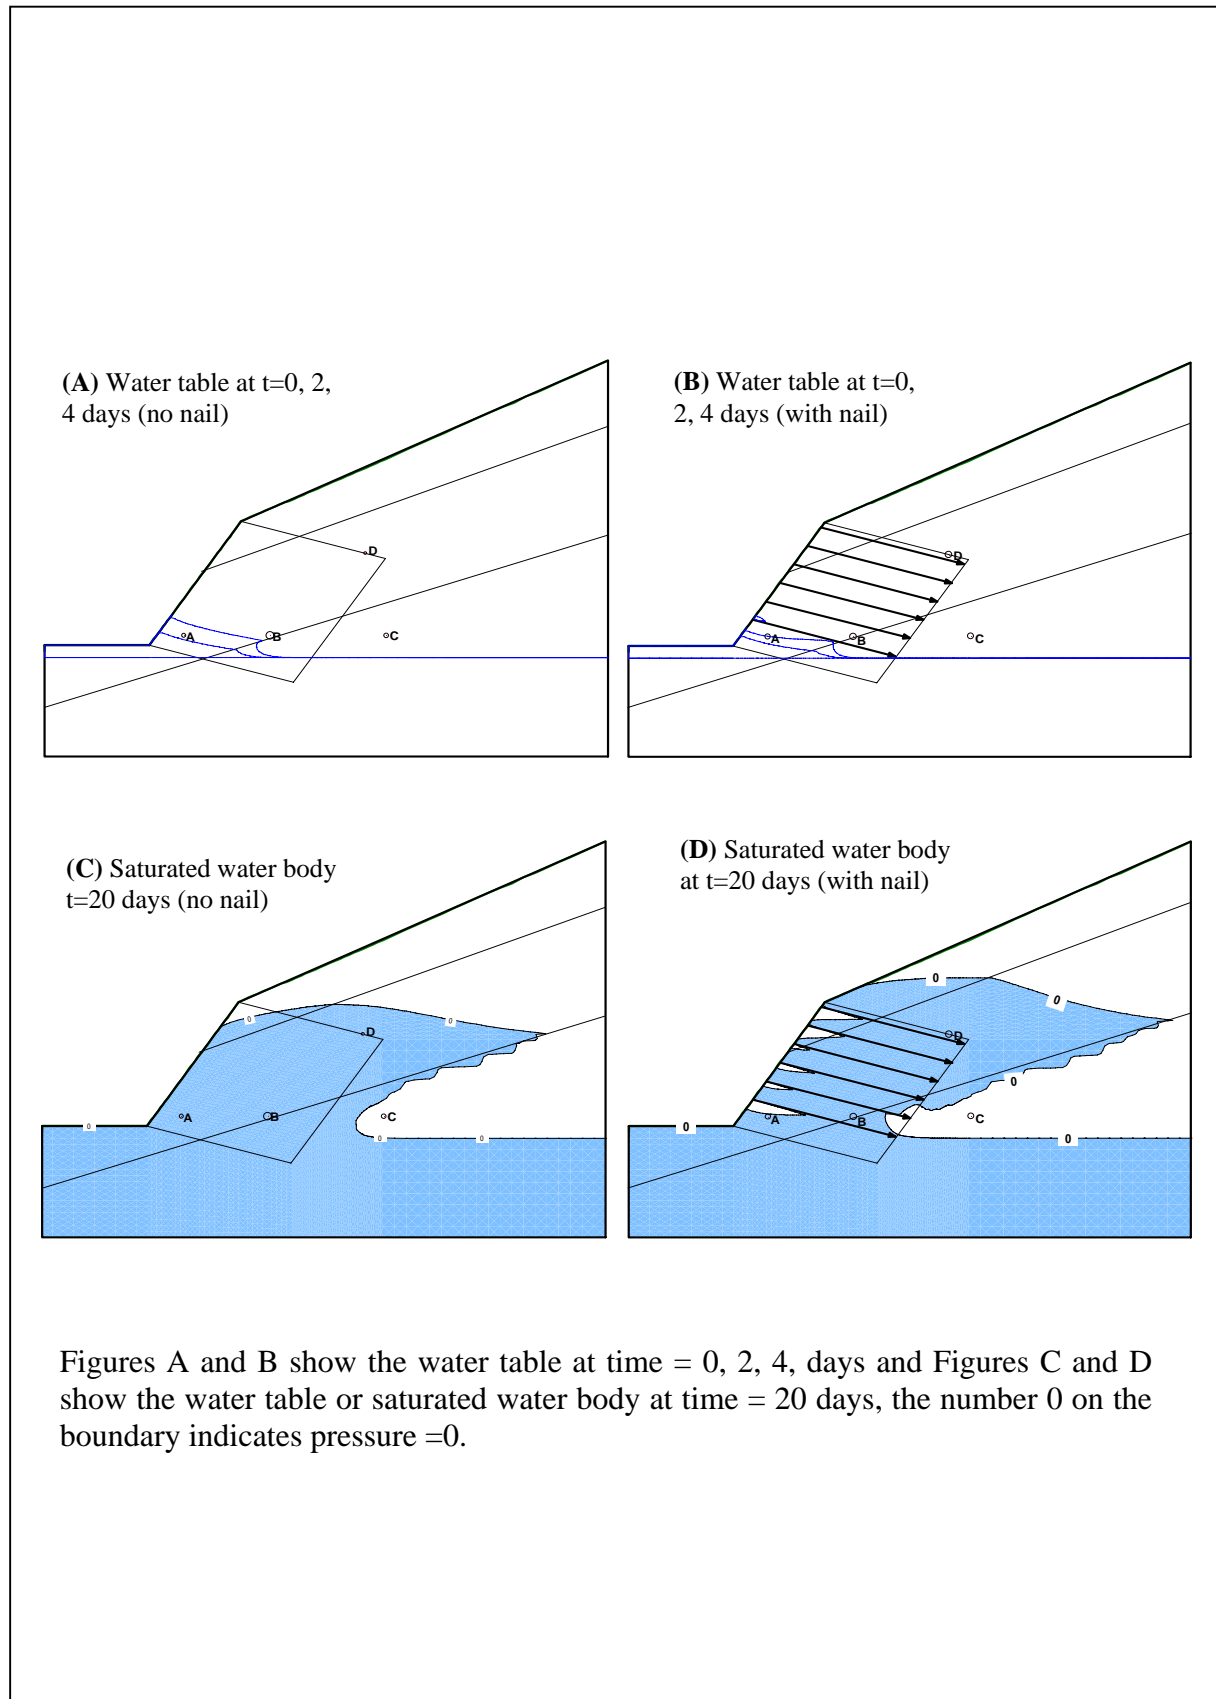 (A) Water table at t=0, 2,
4 days (no nail)
D
A
B
C
(B) Water table at t=0,
2, 4 days (with nail)
D
A
B
C
(C) Saturated water body
t=20 days (no nail)
0
0
D
A
B
C
0
0
0
(D) Saturated water body
at t=20 days (with nail)
0
0
D
0
A
B
C
0
0
Figures A and B show the water table at time = 0, 2, 4, days and Figures C and D
show the water table or saturated water body at time = 20 days, the number 0 on the
boundary indicates pressure =0.